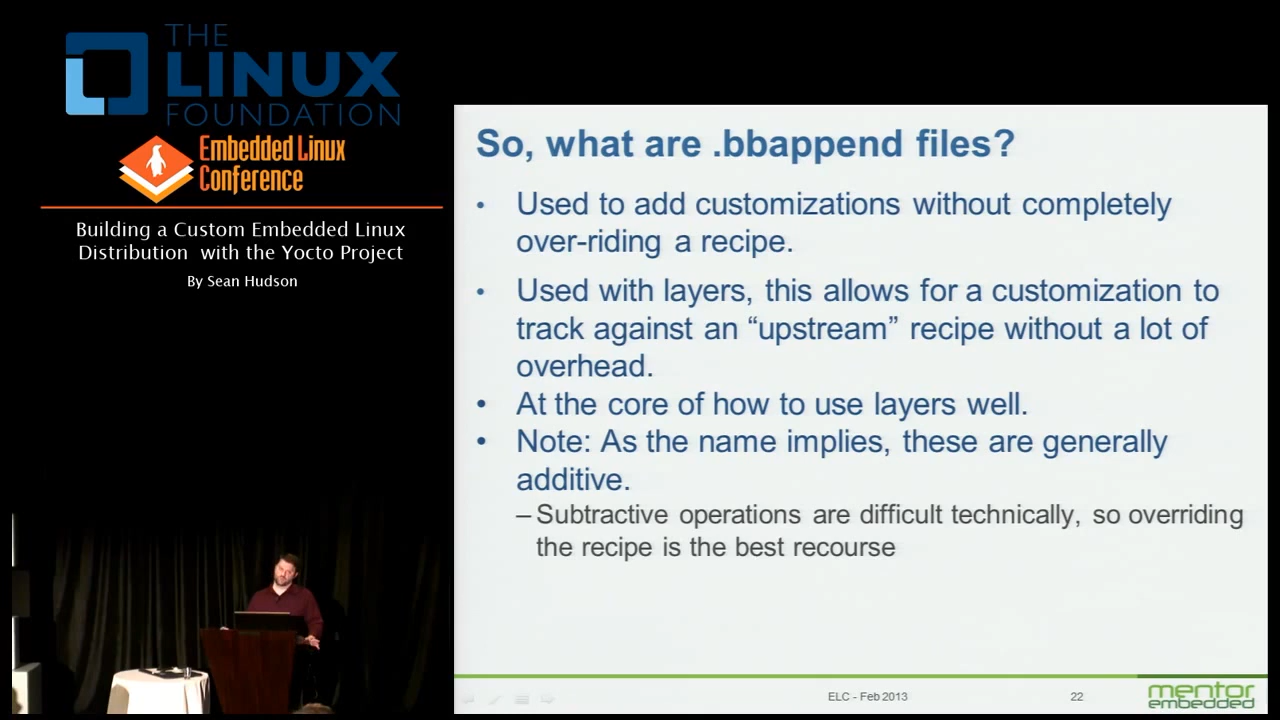 THE
LINUX
FOUNDATION
Embedded Linux
Conference
Building a Custom Embedded Linux
Distribution with the Yocto Project
By Sean Hudson
So, what are .bbappend files?
• Used to add customizations without completely
over-riding a recipe.
• Used with layers, this allows for a customization to
track against an “upstream” recipe without a lot of
overhead.
• At the core of how to use layers well.
• Note: As the name implies, these are generally
additive.
– Subtractive operations are difficult technically, so overriding
the recipe is the best recourse
ELC - Feb 2013
22
mentor
embedded